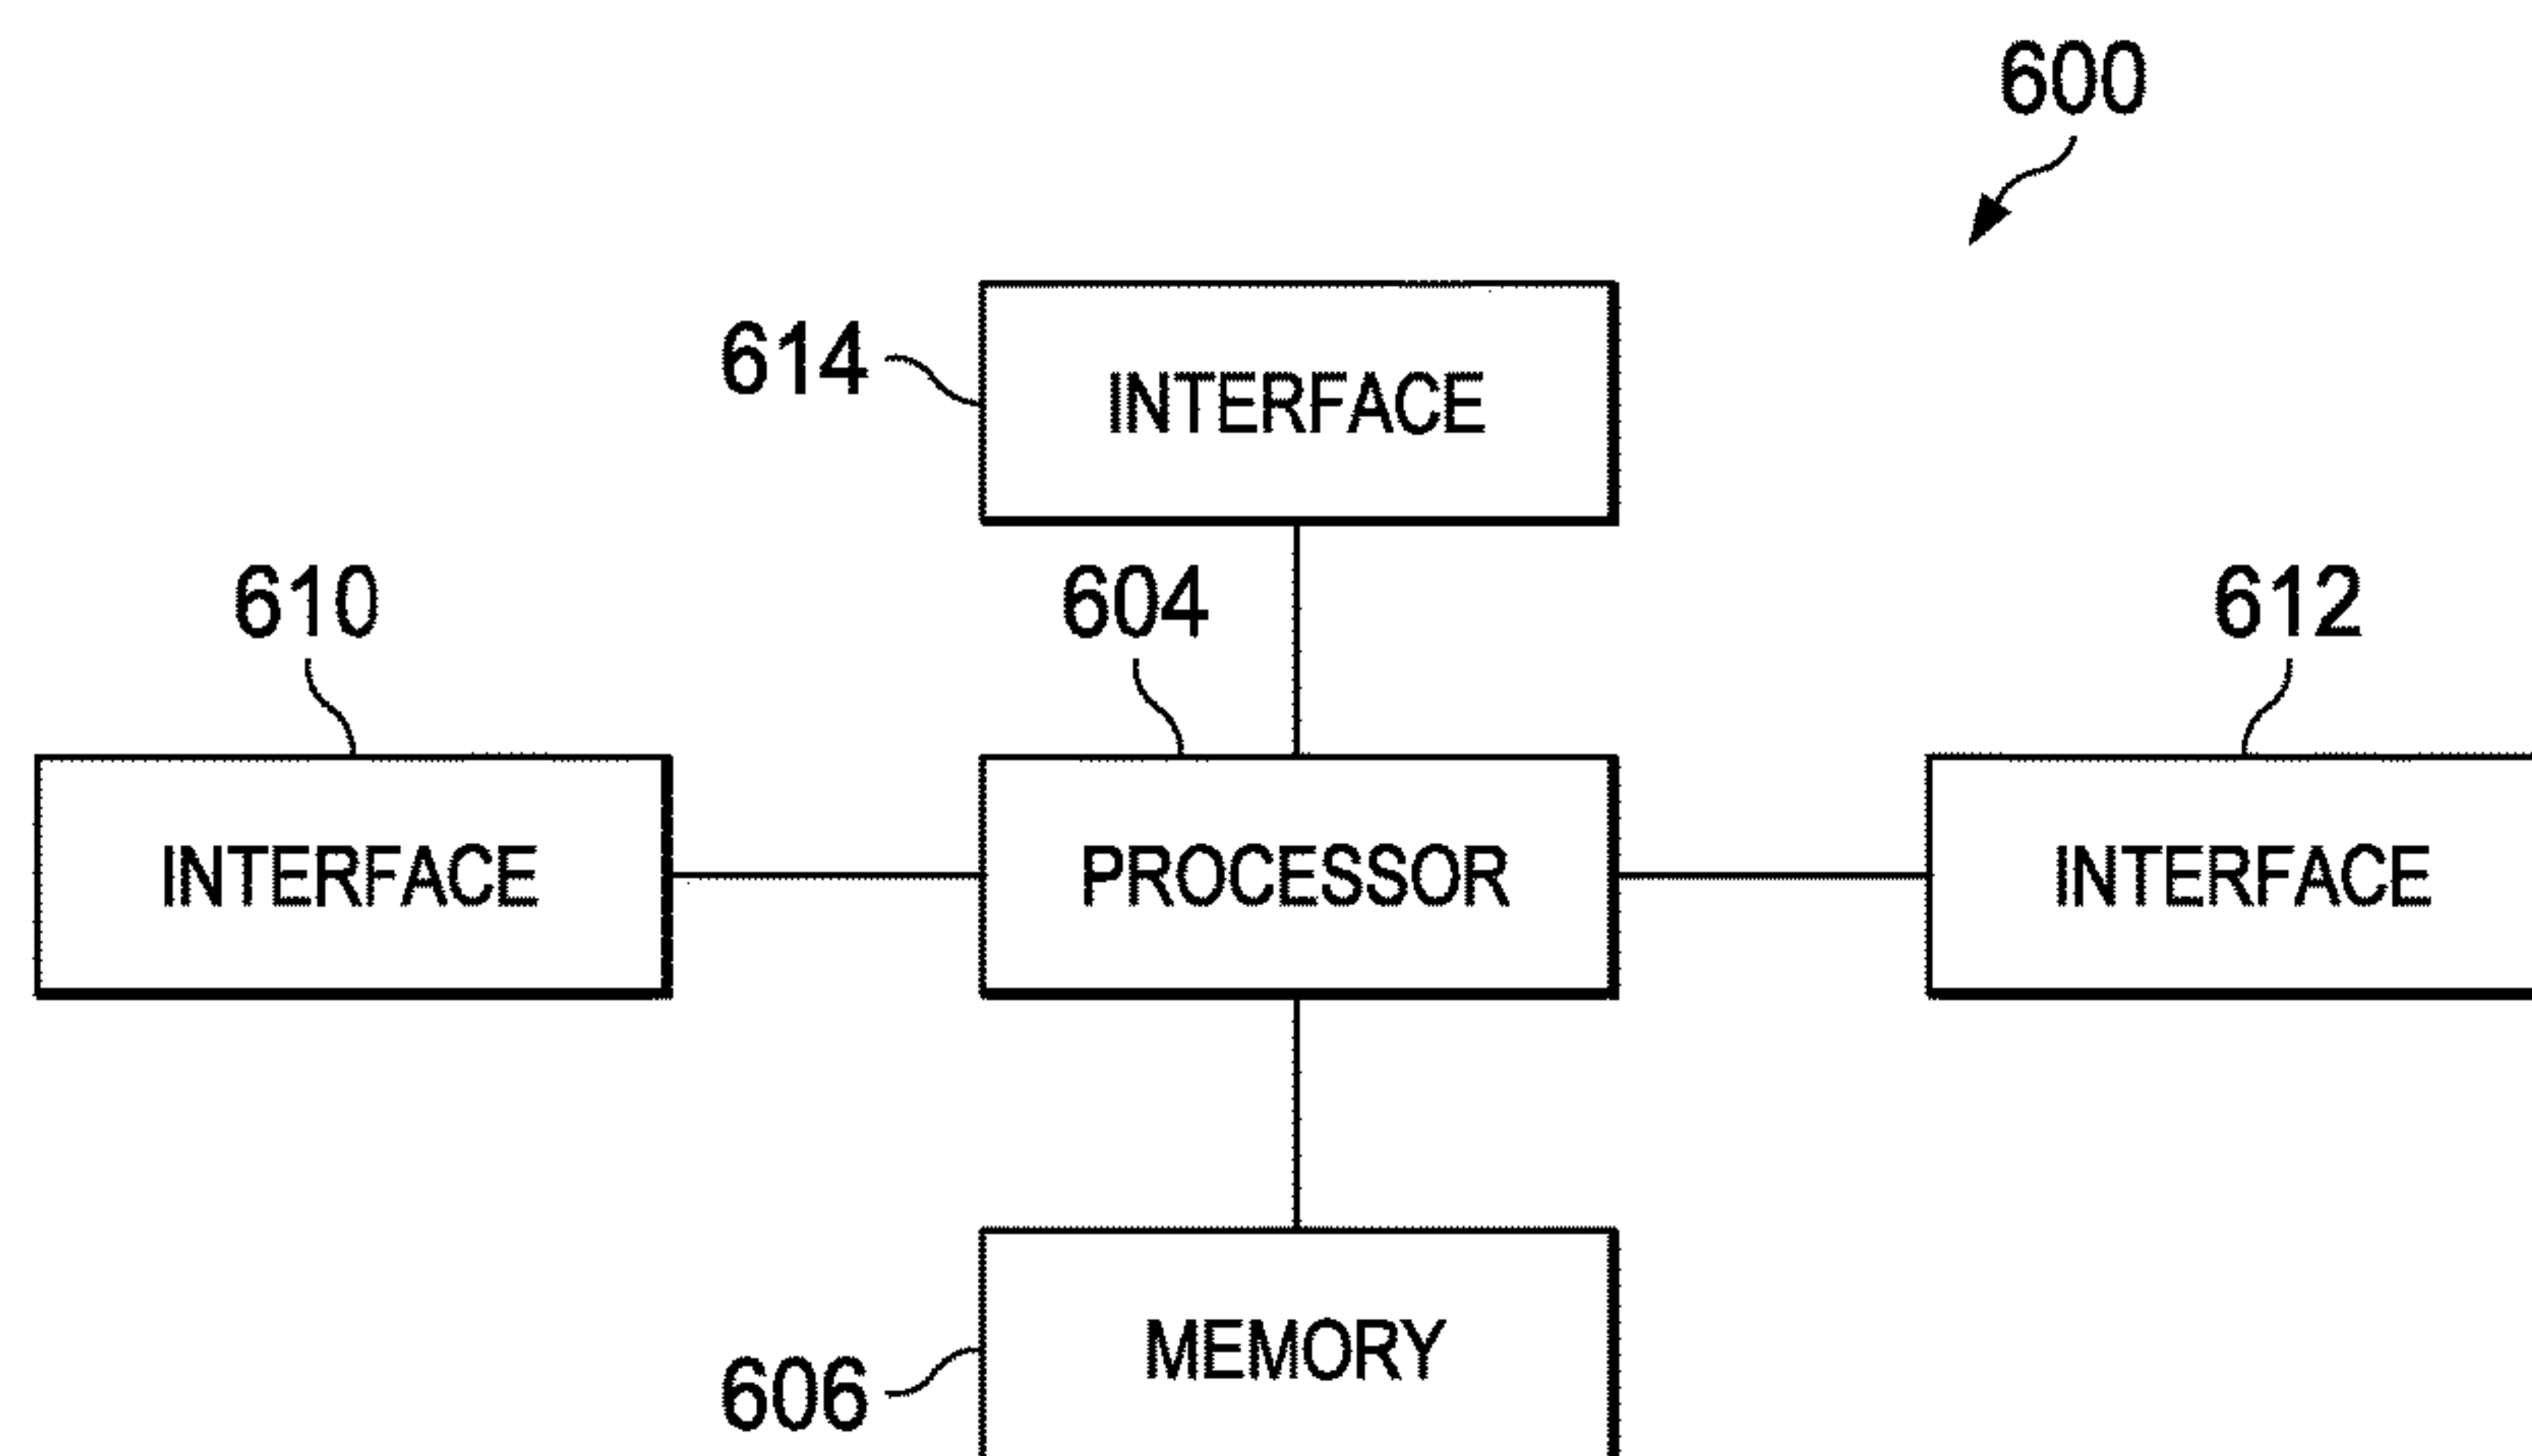 600
614
INTERFACE
610
604
612
INTERFACE
PROCESSOR
INTERFACE
MEMORY
606